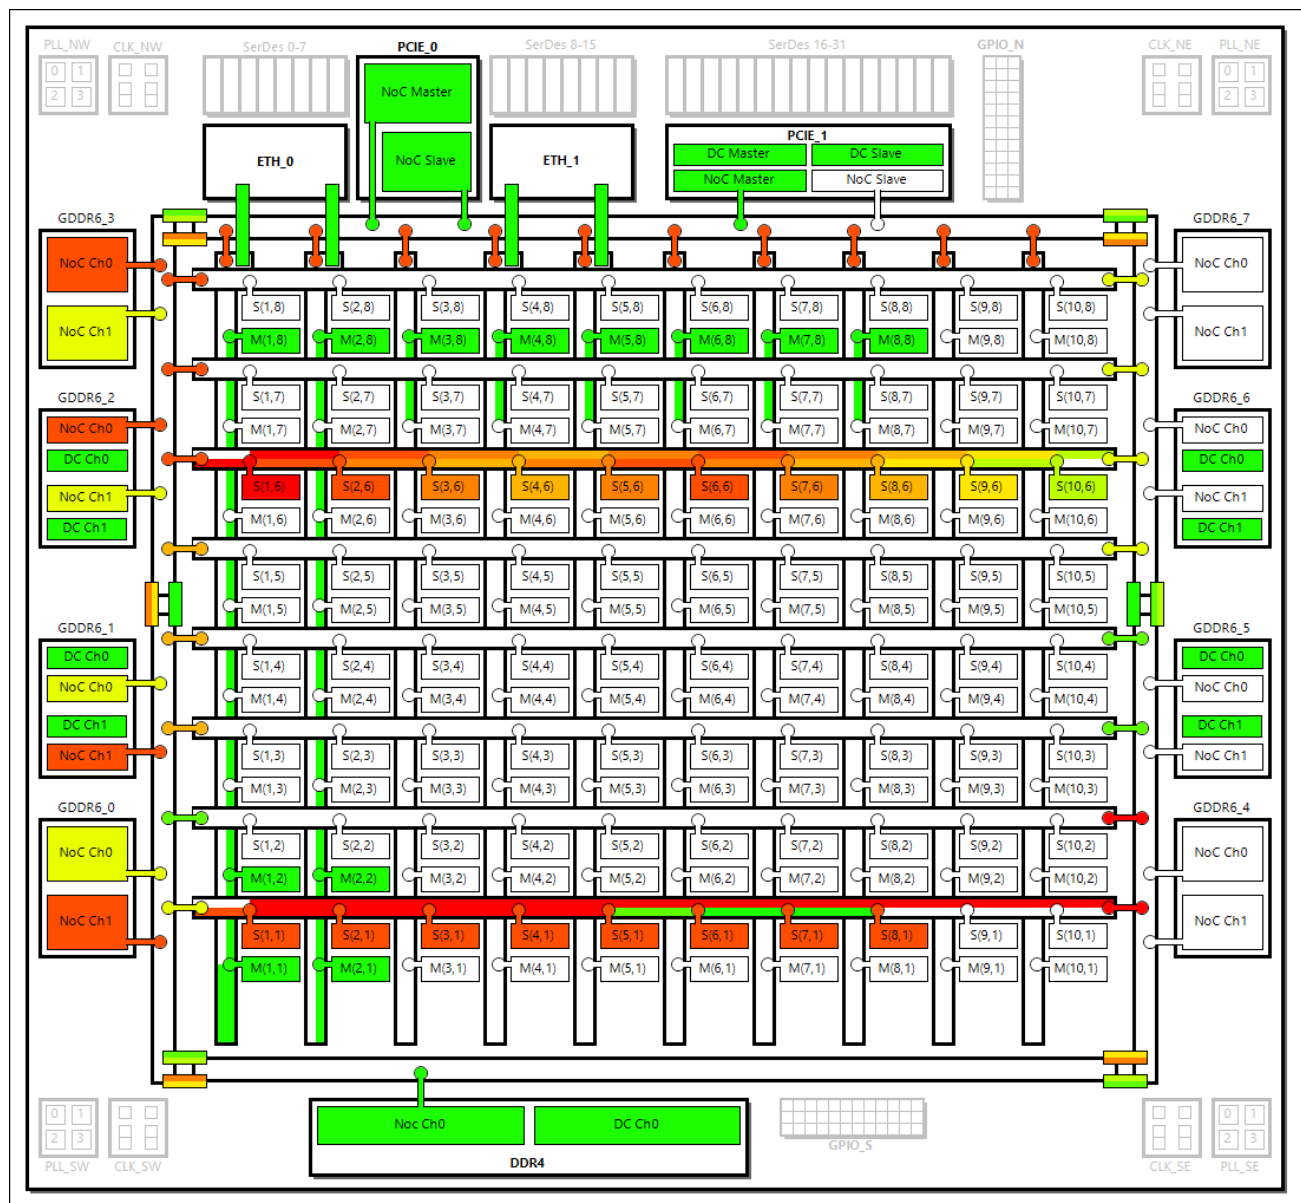 PLL_NW CLK_NW SerDes 0-7 PCIE_0 SerDes 8-15 SerDes 16-31 GPIO_N CLK_NE PLL_NE
0 1 0 1
2 3 2 3
NoC Master
NoC Slave
ETH_0
ETH_1
PCIE_1
DC Master DC Slave
NoC Master NoC Slave
GDDR6_3
NoC Ch0
NoC Ch1
GDDR6_7
NoC Ch0
NoC Ch1
S(1,8) S(2,8) S(3,8) S(4,8) S(5,8) S(6,8) S(7,8) S(8,8) S(9,8) S(10,8)
M(1,8) M(2,8) M(3,8) M(4,8) M(5,8) M(6,8) M(7,8) M(8,8) M(9,8) M(10,8)
GDDR6_2
NoC Ch0
DC Ch0
NoC Ch1
DC Ch1
GDDR6_6
NoC Ch0
DC Ch0
NoC Ch1
DC Ch1
S(1,7) S(2,7) S(3,7) S(4,7) S(5,7) S(6,7) S(7,7) S(8,7) S(9,7) S(10,7)
M(1,7) M(2,7) M(3,7) M(4,7) M(5,7) M(6,7) M(7,7) M(8,7) M(9,7) M(10,7)
S(1,6) S(2,6) S(3,6) S(4,6) S(5,6) S(6,6) S(7,6) S(8,6) S(9,6) S(10,6)
M(1,6) M(2,6) M(3,6) M(4,6) M(5,6) M(6,6) M(7,6) M(8,6) M(9,6) M(10,6)
S(1,5) S(2,5) S(3,5) S(4,5) S(5,5) S(6,5) S(7,5) S(8,5) S(9,5) S(10,5)
M(1,5) M(2,5) M(3,5) M(4,5) M(5,5) M(6,5) M(7,5) M(8,5) M(9,5) M(10,5)
GDDR6_1
DC Ch0
NoC Ch0
DC Ch1
NoC Ch1
GDDR6_5
DC Ch0
NoC Ch0
DC Ch1
NoC Ch1
S(1,4) S(2,4) S(3,4) S(4,4) S(5,4) S(6,4) S(7,4) S(8,4) S(9,4) S(10,4)
M(1,4) M(2,4) M(3,4) M(4,4) M(5,4) M(6,4) M(7,4) M(8,4) M(9,4) M(10,4)
S(1,3) S(2,3) S(3,3) S(4,3) S(5,3) S(6,3) S(7,3) S(8,3) S(9,3) S(10,3)
M(1,3) M(2,3) M(3,3) M(4,3) M(5,3) M(6,3) M(7,3) M(8,3) M(9,3) M(10,3)
GDDR6_0
NoC Ch0
NoC Ch1
GDDR6_4
NoC Ch0
NoC Ch1
S(1,2) S(2,2) S(3,2) S(4,2) S(5,2) S(6,2) S(7,2) S(8,2) S(9,2) S(10,2)
M(1,2) M(2,2) M(3,2) M(4,2) M(5,2) M(6,2) M(7,2) M(8,2) M(9,2) M(10,2)
S(1,1) S(2,1) S(3,1) S(4,1) S(5,1) S(6,1) S(7,1) S(8,1) S(9,1) S(10,1)
M(1,1) M(2,1) M(3,1) M(4,1) M(5,1) M(6,1) M(7,1) M(8,1) M(9,1) M(10,1)
0 1 0 1
2 3 2 3
Noc Ch0 DC Ch0
DDR4
GPIO_S
PLL_SW CLK_SW CLK_SE PLL_SE